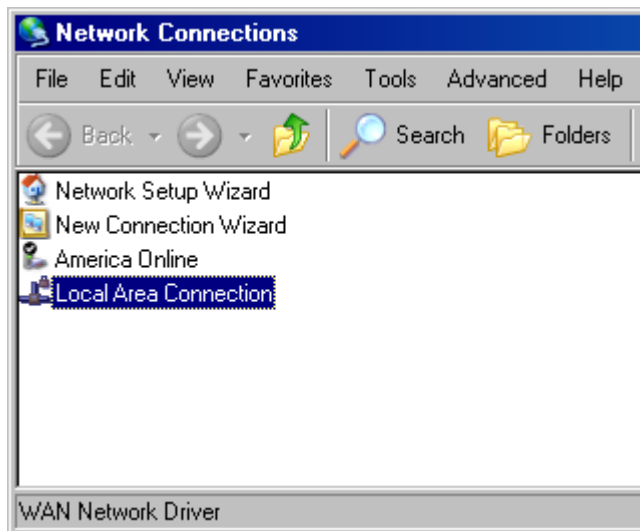 Network Connections
File Edit View Favorites Tools Advanced Help
Back Search Folders
Network Setup Wizard
New Connection Wizard
America Online
Local Area Connection
WAN Network Driver